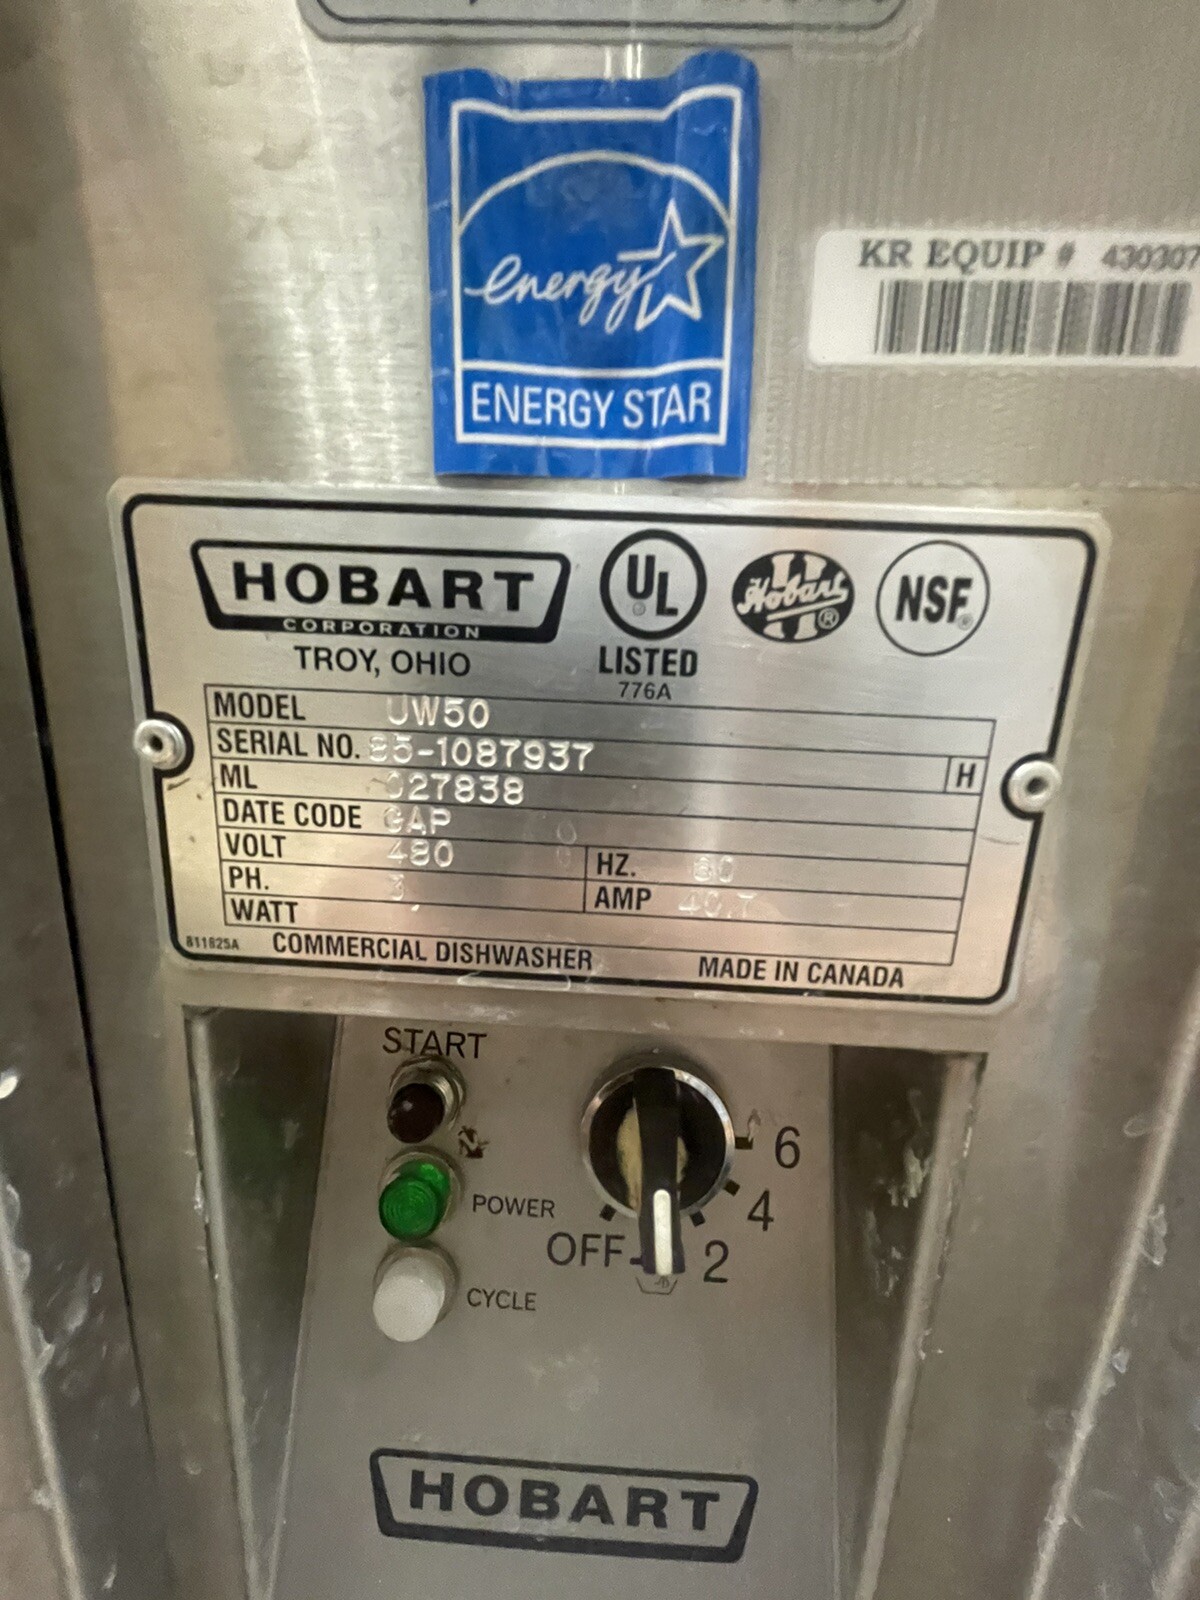 energy
ENERGY STAR
KR EQUIP # 430307
HOBART
CORPORATION
TROY, OHIO
UL
LISTED
776A
Hobart
H
®
NSF
MODEL UW50
SERIAL NO. 85-1087937 H
ML 027838
DATE CODE GAP
VOLT 480 HZ. 60
PH. 3 AMP 40.7
WATT
811825A COMMERCIAL DISHWASHER MADE IN CANADA
START
POWER
CYCLE
OFF 2 4 6
HOBART